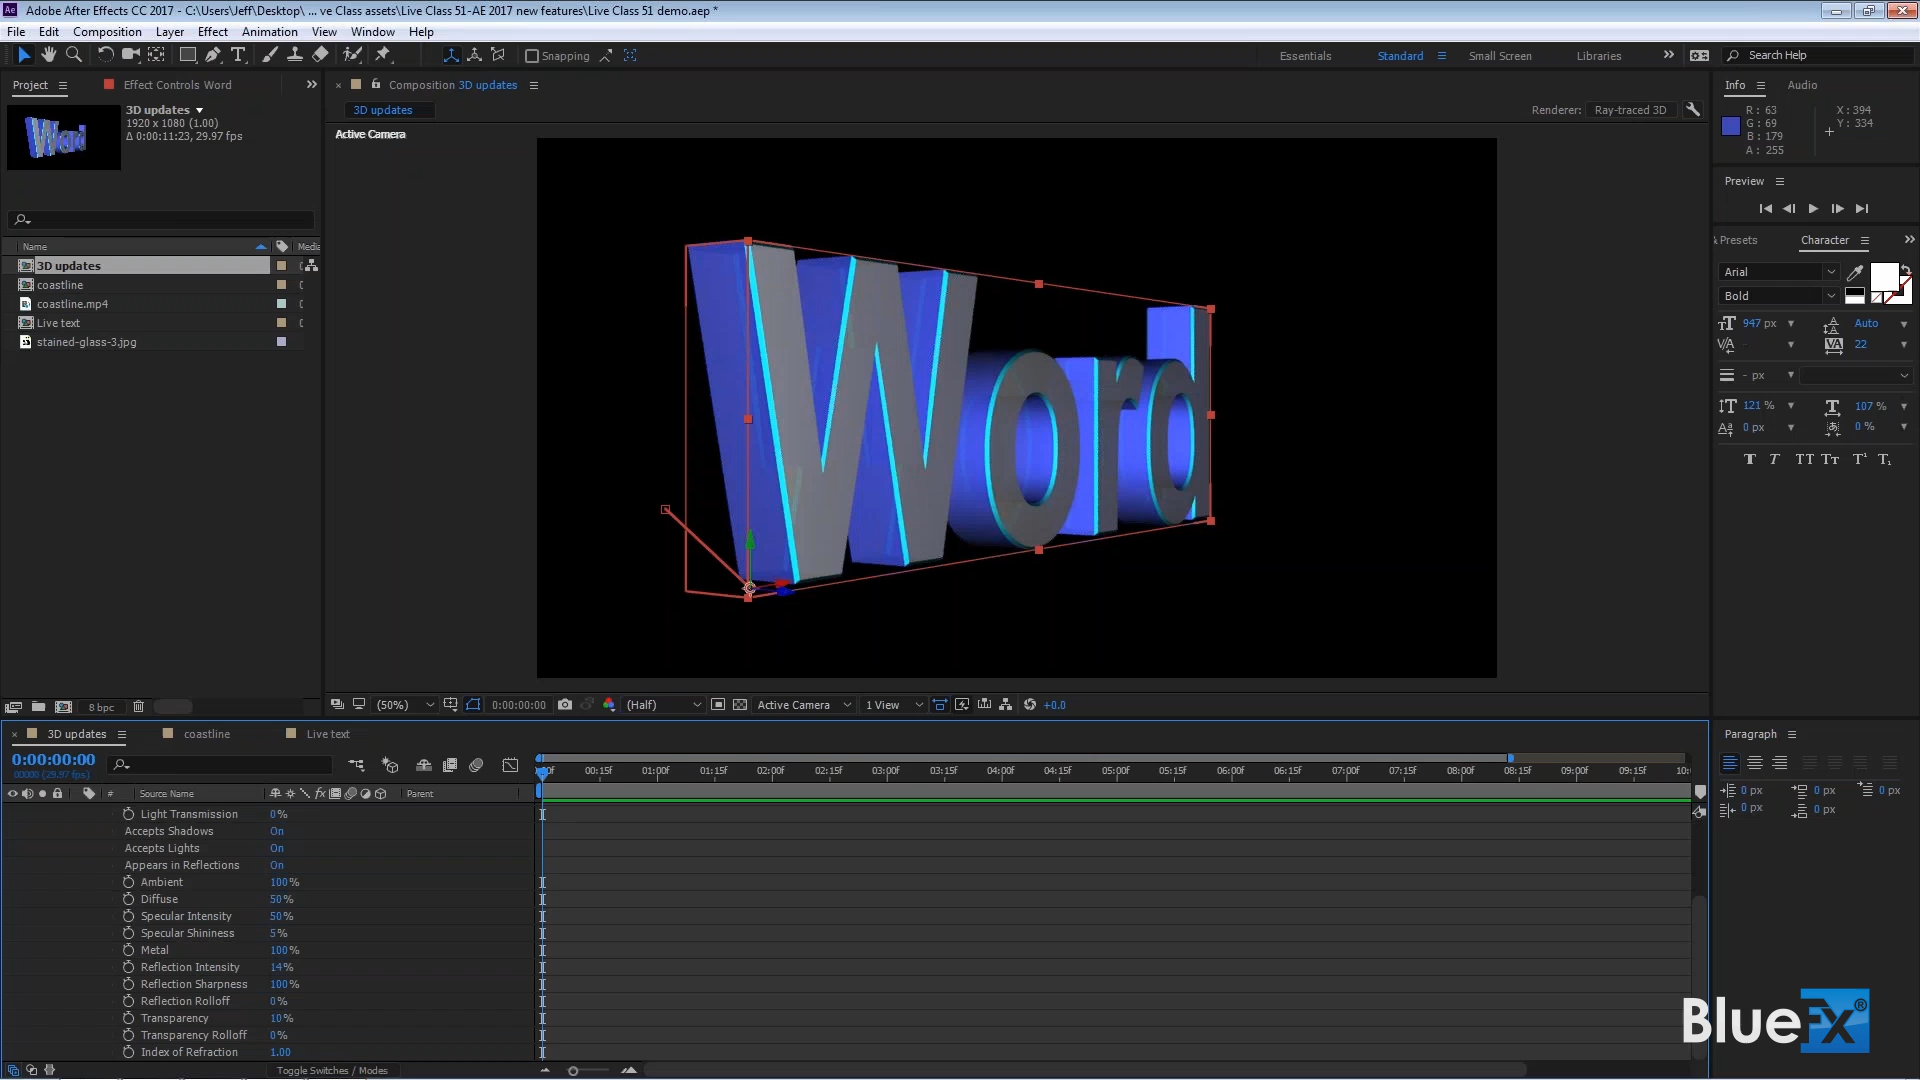 Adobe After Effects CC 2017 - C:\Users\Jeff\Desktop\ ... ve Class assets\Live Class 51-AE 2017 new features\Live Class 51 demo.aep *
File Edit Composition Layer Effect Animation View Window Help
Snapping
Essentials Standard Small Screen Libraries Search Help
Project Effect Controls Word
3D updates
1920 x 1080 (1.00)
Δ 0:00:11:23, 29.97 fps
Name Media
3D updates
coastline
coastline.mp4
Live text
stained-glass-3.jpg
8 bpc
Composition 3D updates
3D updates
Renderer: Ray-traced 3D
Active Camera
Word
(50%) 0:00:00:00 (Half) Active Camera 1 View +0.0
Info Audio
R: 63
G: 69
B: 179
A: 255
X: 394
Y: 334
Preview
& Presets Character
Arial
Bold
947 px Auto
22
- px
121 % 107 %
0 px 0 %
Paragraph
0 px 0 px 0 px
0 px 0 px
3D updates coastline Live text
0:00:00:00
00000 (29.97 fps)
00:15f 01:00f 01:15f 02:00f 02:15f 03:00f 03:15f 04:00f 04:15f 05:00f 05:15f 06:00f 06:15f 07:00f 07:15f 08:00f 08:15f 09:00f 09:15f
# Source Name Parent
Light Transmission 0%
Accepts Shadows On
Accepts Lights On
Appears in Reflections On
Ambient 100%
Diffuse 50%
Specular Intensity 50%
Specular Shininess 5%
Metal 100%
Reflection Intensity 14%
Reflection Sharpness 100%
Reflection Rolloff 0%
Transparency 10%
Transparency Rolloff 0%
Index of Refraction 1.00
Toggle Switches / Modes
BlueFX®